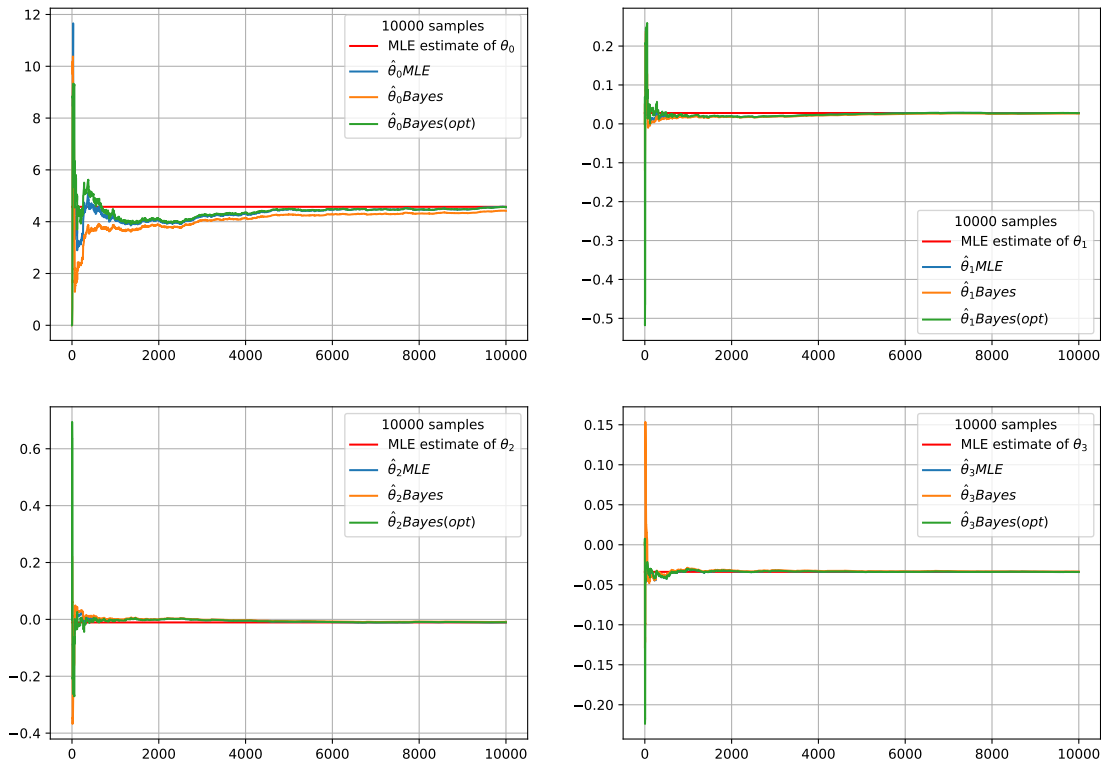 12
10
8
6
4
2
0
0
2000
4000
6000
8000
10000
10000 samples
MLE estimate of θ₀
θ̂₀MLE
θ̂₀Bayes
θ̂₀Bayes(opt)
0.2
0.1
0.0
−0.1
−0.2
−0.3
−0.4
−0.5
0
2000
4000
6000
8000
10000
10000 samples
MLE estimate of θ₁
θ̂₁MLE
θ̂₁Bayes
θ̂₁Bayes(opt)
0.6
0.4
0.2
0.0
−0.2
−0.4
0
2000
4000
6000
8000
10000
10000 samples
MLE estimate of θ₂
θ̂₂MLE
θ̂₂Bayes
θ̂₂Bayes(opt)
0.15
0.10
0.05
0.00
−0.05
−0.10
−0.15
−0.20
0
2000
4000
6000
8000
10000
10000 samples
MLE estimate of θ₃
θ̂₃MLE
θ̂₃Bayes
θ̂₃Bayes(opt)